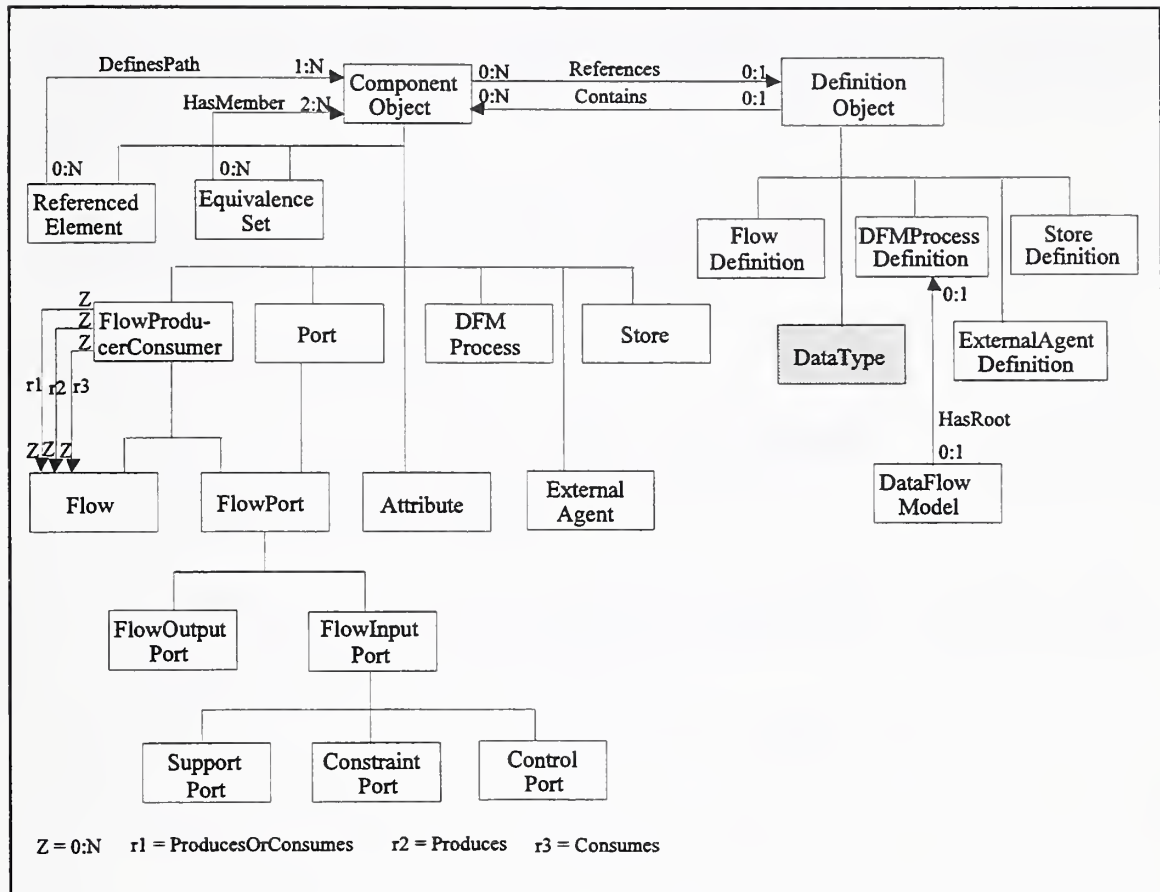 DefinesPath 1:N
Component
Object
0:N References 0:1
0:N Contains 0:1
Definition
Object
HasMember 2:N
0:N
Referenced
Element
0:N
Equivalence
Set
Flow
Definition
DFMProcess
Definition
Store
Definition
0:1
Z
Z
Z
FlowProdu-
cerConsumer
Port
DFM
Process
Store
DataType
ExternalAgent
Definition
r1 r2 r3
HasRoot
0:1
Z Z Z
Flow
FlowPort
Attribute
External
Agent
DataFlow
Model
FlowOutput
Port
FlowInput
Port
Support
Port
Constraint
Port
Control
Port
Z = 0:N r1 = ProducesOrConsumes r2 = Produces r3 = Consumes